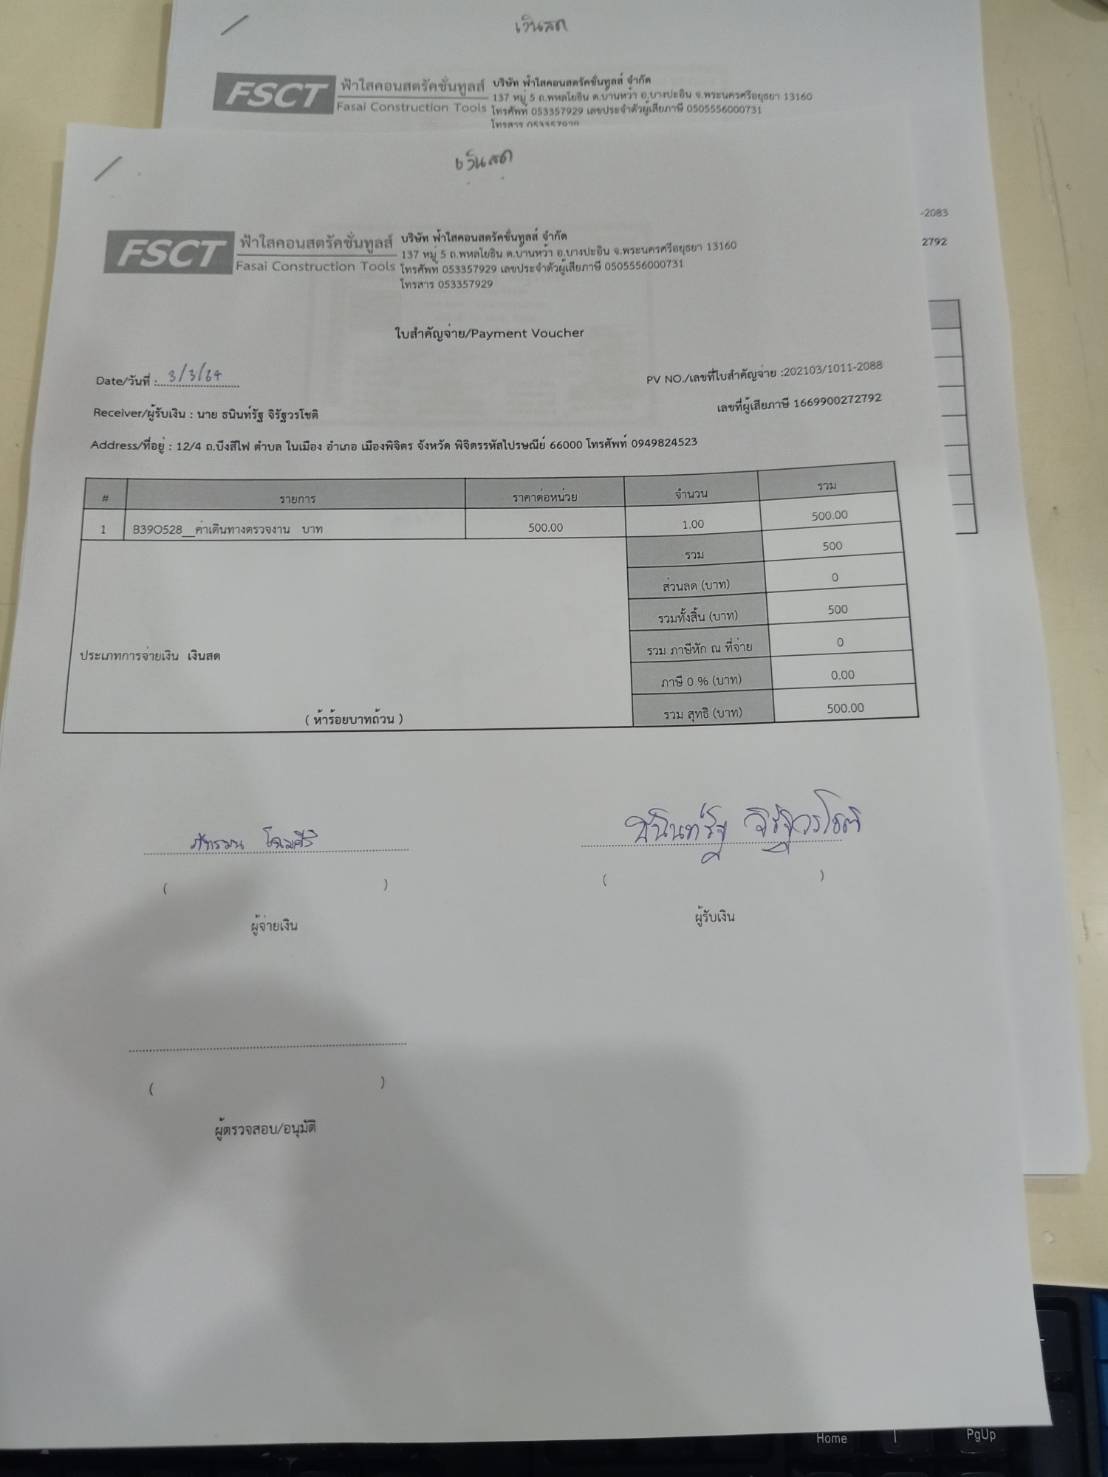 เงินสด
FSCT ฟ้าใสคอนสตรัคชั่นทูลส์ บริษัท ฟ้าใสคอนสตรัคชั่นทูลส์ จำกัด
Fasai Construction Tools 137 หมู่ 5 ถ.พหลโยธิน ต.บ้านหว้า อ.บางปะอิน จ.พระนครศรีอยุธยา 13160
โทรศัพท์ 053357929 เลขประจำตัวผู้เสียภาษี 0505556000731
โทรสาร 053357929
-2083
2792
เงินสด
FSCT ฟ้าใสคอนสตรัคชั่นทูลส์ บริษัท ฟ้าใสคอนสตรัคชั่นทูลส์ จำกัด
Fasai Construction Tools 137 หมู่ 5 ถ.พหลโยธิน ต.บ้านหว้า อ.บางปะอิน จ.พระนครศรีอยุธยา 13160
โทรศัพท์ 053357929 เลขประจำตัวผู้เสียภาษี 0505556000731
โทรสาร 053357929
ใบสำคัญจ่าย/Payment Voucher
Date/วันที่ : 3/3/64 PV NO./เลขที่ใบสำคัญจ่าย :202103/1011-2088
Receiver/ผู้รับเงิน : นาย ธนินท์รัฐ จิรัฐวรโชติ เลขที่ผู้เสียภาษี 1669900272792
Address/ที่อยู่ : 12/4 ถ.บึงสีไฟ ตำบล ในเมือง อำเภอ เมืองพิจิตร จังหวัด พิจิตรรหัสไปรษณีย์ 66000 โทรศัพท์ 0949824523
# รายการ ราคาต่อหน่วย จำนวน รวม
1 B390528__ค่าเดินทางตรวจงาน บาท 500.00 1.00 500.00
รวม 500
ส่วนลด (บาท) 0
รวมทั้งสิ้น (บาท) 500
ประเภทการจ่ายเงิน เงินสด รวม ภาษีหัก ณ ที่จ่าย 0
ภาษี 0 % (บาท) 0.00
( ห้าร้อยบาทถ้วน ) รวม สุทธิ (บาท) 500.00
ธนินท์รัฐ จิรัฐวรโชติ
( ) ( )
ผู้จ่ายเงิน ผู้รับเงิน
( )
ผู้ตรวจสอบ/อนุมัติ
Home PgUp